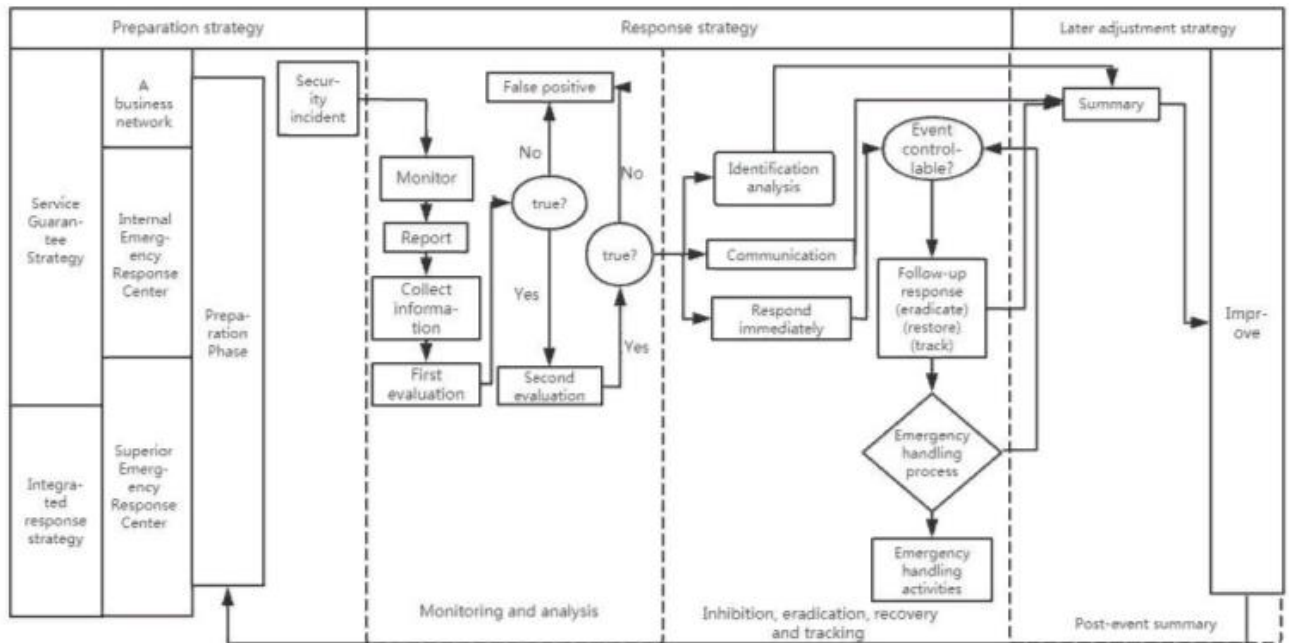 Preparation strategy
Response strategy
Later adjustment strategy
Service
Guaran-
tee
Strategy
Integra-
ted
response
strategy
A
business
network
Internal
Emerg-
ency
Response
Center
Superior
Emerg-
ency
Response
Center
Prepa-
ration
Phase
Secur-
ity
incident
Monitor
Report
Collect
informa-
tion
First
evaluation
False positive
No
true?
Yes
Second
evaluation
No
true?
Yes
Monitoring and analysis
Identification
analysis
Communication
Respond
immediately
Event
control-
lable?
Follow-up
response
(eradicate)
(restore)
(track)
Emergency
handling
process
Emergency
handling
activities
Inhibition, eradication, recovery
and tracking
Summary
Impr-
ove
Post-event summary